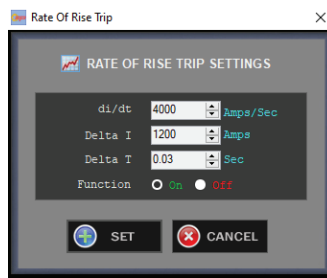 Rate Of Rise Trip
RATE OF RISE TRIP SETTINGS
di/dt 4000 Amps/Sec
Delta I 1200 Amps
Delta T 0.03 Sec
Function On Off
SET CANCEL